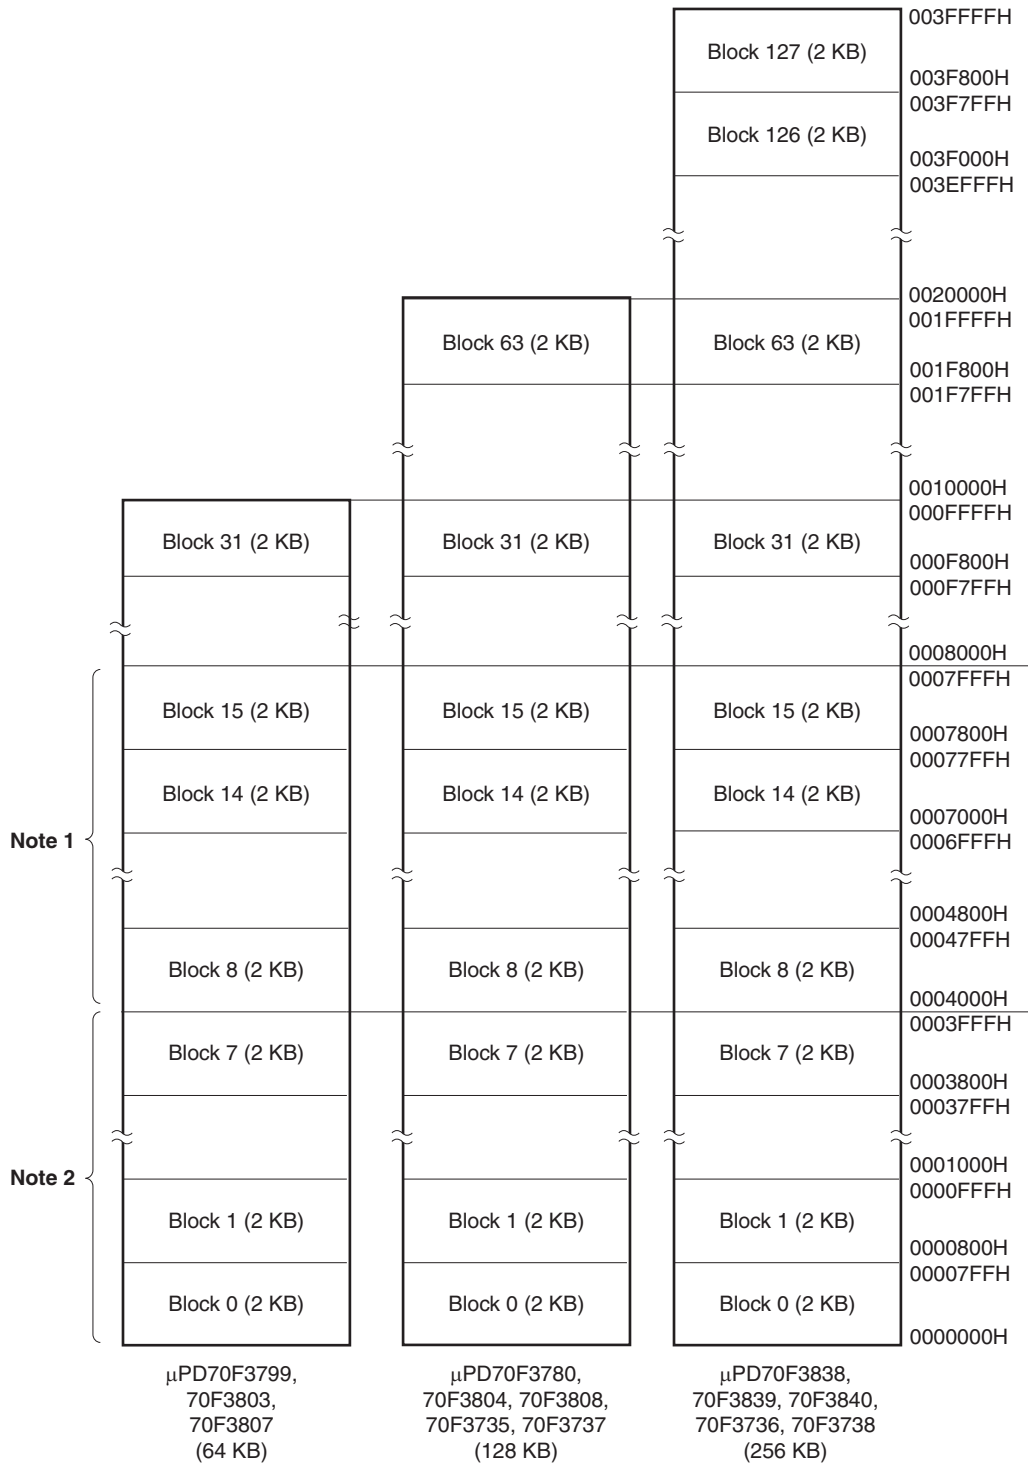 003FFFFH
Block 127 (2 KB)
003F800H
003F7FFH
Block 126 (2 KB)
003F000H
003EFFFH
0020000H
001FFFFH
Block 63 (2 KB) Block 63 (2 KB)
001F800H
001F7FFH
0010000H
000FFFFH
Block 31 (2 KB) Block 31 (2 KB) Block 31 (2 KB)
000F800H
000F7FFH
0008000H
0007FFFH
Block 15 (2 KB) Block 15 (2 KB) Block 15 (2 KB)
0007800H
00077FFH
Block 14 (2 KB) Block 14 (2 KB) Block 14 (2 KB)
0007000H
Note 1 0006FFFH
0004800H
00047FFH
Block 8 (2 KB) Block 8 (2 KB) Block 8 (2 KB)
0004000H
0003FFFH
Block 7 (2 KB) Block 7 (2 KB) Block 7 (2 KB)
0003800H
00037FFH
0001000H
Note 2 0000FFFH
Block 1 (2 KB) Block 1 (2 KB) Block 1 (2 KB)
0000800H
00007FFH
Block 0 (2 KB) Block 0 (2 KB) Block 0 (2 KB)
0000000H
μPD70F3799,
70F3803,
70F3807
(64 KB)
μPD70F3780,
70F3804, 70F3808,
70F3735, 70F3737
(128 KB)
μPD70F3838,
70F3839, 70F3840,
70F3736, 70F3738
(256 KB)